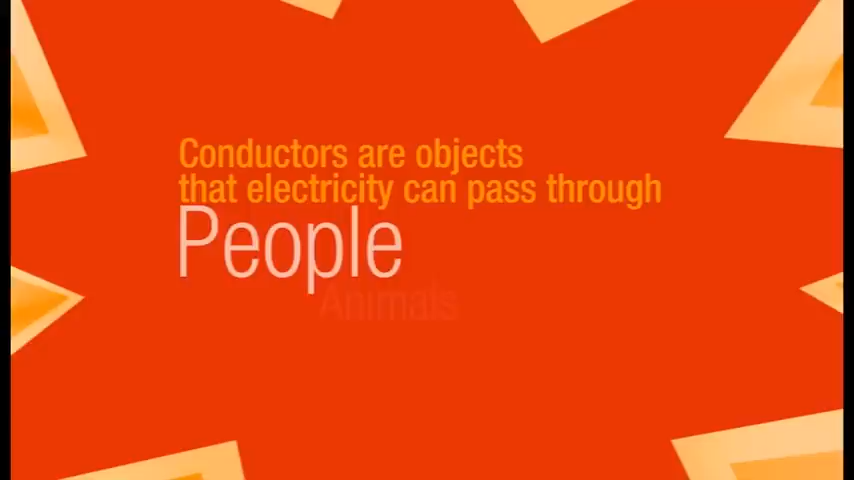 Conductors are objects
that electricity can pass through
People
Animals